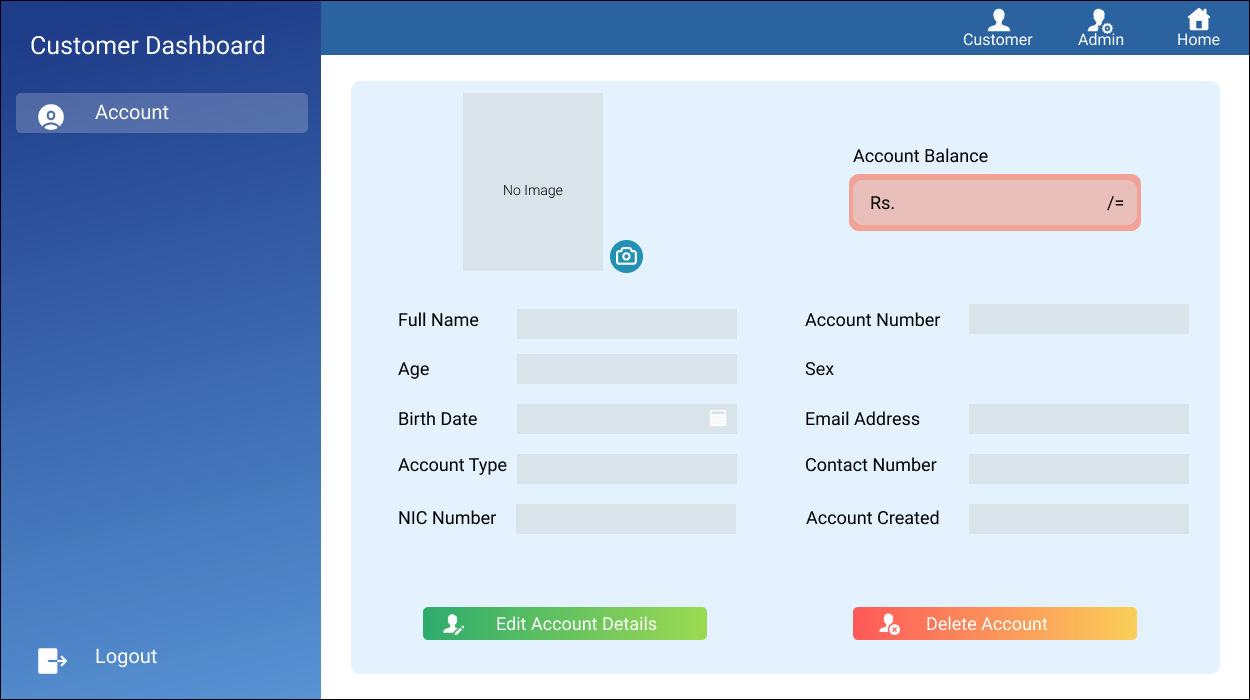 Customer Dashboard
Customer
Admin
Home
Account
No Image
Account Balance
Rs. /=
Full Name
Account Number
Age
Sex
Birth Date
Email Address
Account Type
Contact Number
NIC Number
Account Created
Edit Account Details
Delete Account
Logout